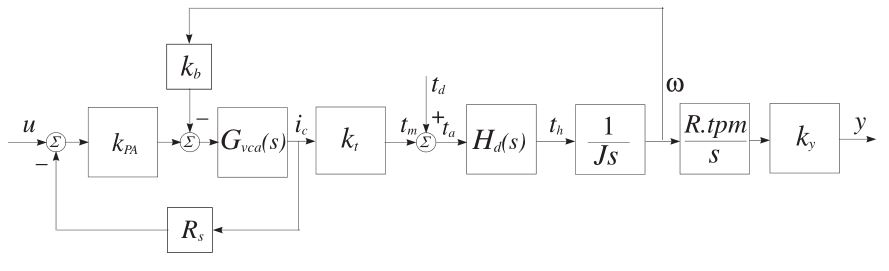 k_b
ω
t_d
u
Σ
−
k_PA
Σ
−
G_vca(s)
i_c
k_t
t_m
Σ
+
t_a
H_d(s)
t_h
1
Js
R.tpm
s
k_y
y
R_s